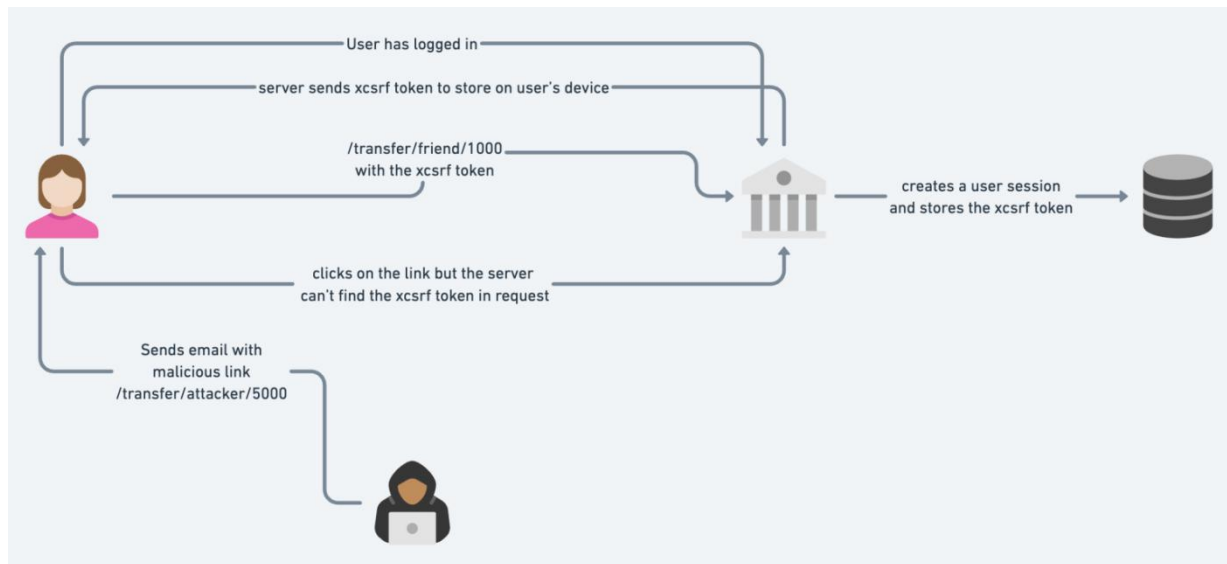 User has logged in
server sends xcsrf token to store on user's device
/transfer/friend/1000
with the xcsrf token
creates a user session
and stores the xcsrf token
clicks on the link but the server
can't find the xcsrf token in request
Sends email with
malicious link
/transfer/attacker/5000